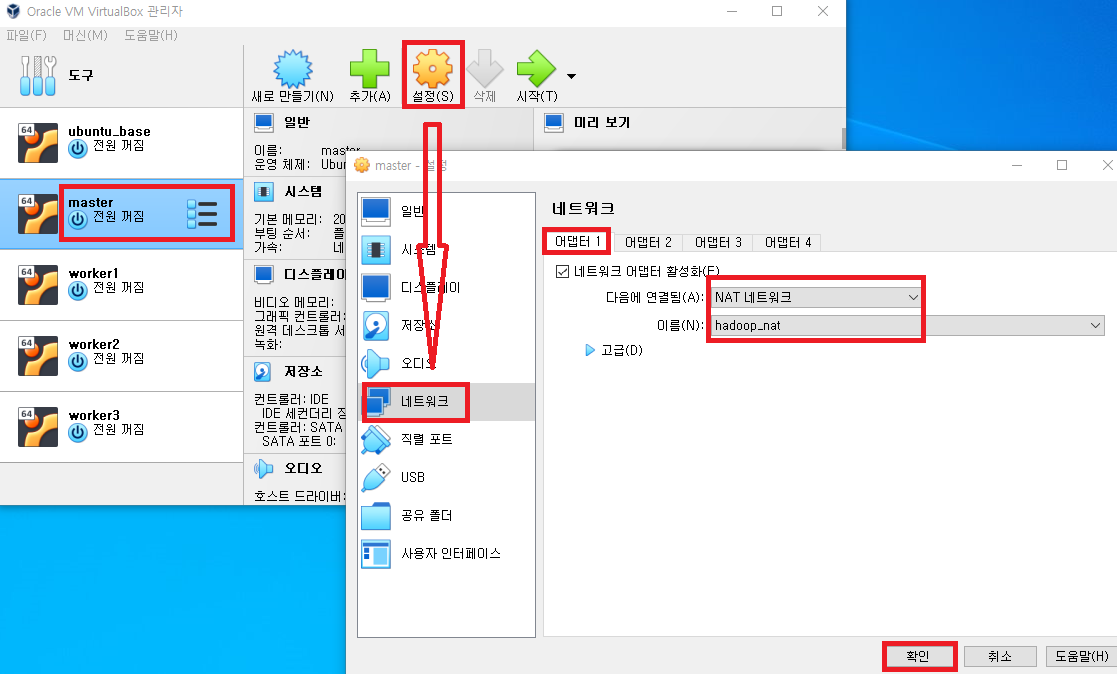 Oracle VM VirtualBox 관리자
파일(F) 머신(M) 도움말(H)
도구
새로 만들기(N) 추가(A) 설정(S) 삭제 시작(T)
ubuntu_base
전원 꺼짐
master
전원 꺼짐
worker1
전원 꺼짐
worker2
전원 꺼짐
worker3
전원 꺼짐
일반
이름: master
운영 체제:
시스템
기본 메모리: 20
부팅 순서: 플
가속: 네
디스플레이
비디오 메모리:
그래픽 컨트롤러:
원격 데스크톱 서
녹화:
저장소
컨트롤러: IDE
IDE 세컨더리 장
컨트롤러: SATA
SATA 포트 0:
오디오
호스트 드라이버:
미리 보기
master - 설정
일반
시스템
디스플레이
저장소
오디오
네트워크
직렬 포트
USB
공유 폴더
사용자 인터페이스
네트워크
어댑터 1 어댑터 2 어댑터 3 어댑터 4
네트워크 어댑터 활성화(E)
다음에 연결됨(A): NAT 네트워크
이름(N): hadoop_nat
고급(D)
확인 취소 도움말(H)
64
64
64
64
64